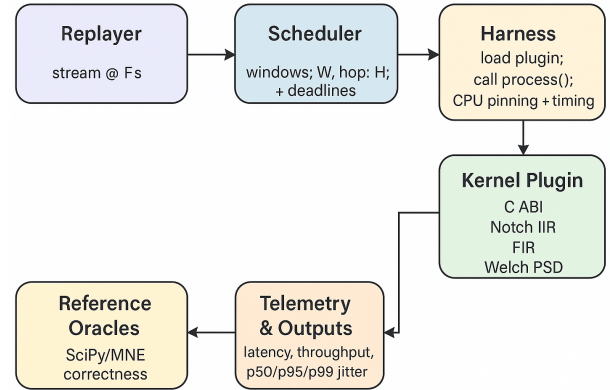 Replayer
stream @ Fs
Scheduler
windows; W, hop: H;
+ deadlines
Harness
load plugin;
call process();
CPU pinning + timing
Kernel Plugin
C ABI
Notch IIR
FIR
Welch PSD
Reference
Oracles
SciPy/MNE
correctness
Telemetry
& Outputs
latency, throughput,
p50/p95/p99 jitter